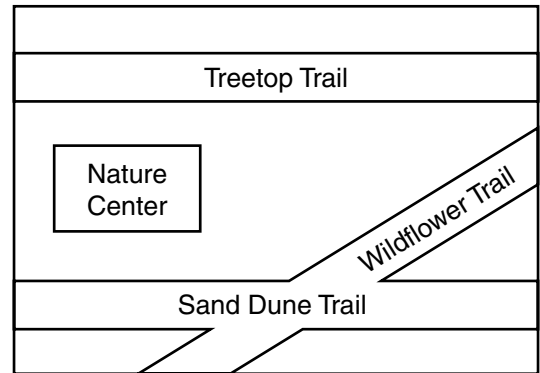 Treetop Trail
Nature
Center
Wildflower Trail
Sand Dune Trail